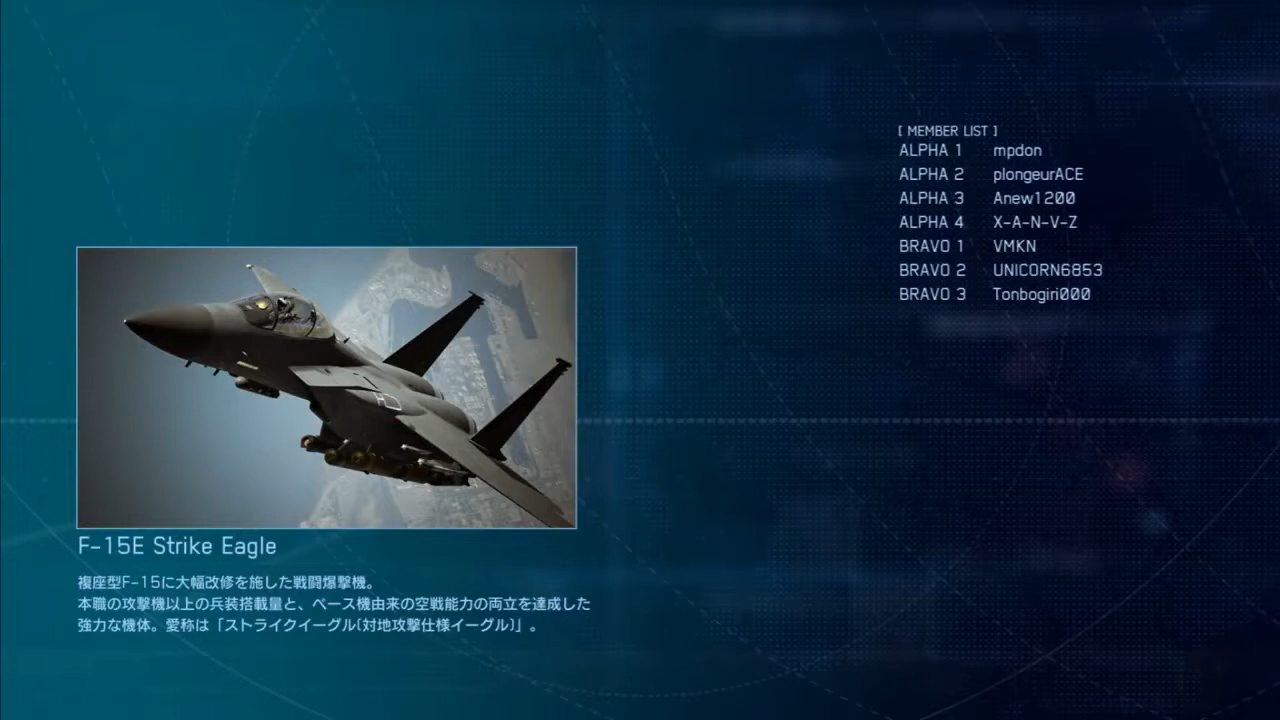 [ MEMBER LIST ]
ALPHA 1 mpdon
ALPHA 2 plongeurACE
ALPHA 3 Anew1200
ALPHA 4 X-A-N-V-Z
BRAVO 1 VMKN
BRAVO 2 UNICORN6853
BRAVO 3 Tonbogiri000
F-15E Strike Eagle
複座型F-15に大幅改修を施した戦闘爆撃機。
本職の攻撃機以上の兵装搭載量と、ベース機由来の空戦能力の両立を達成した
強力な機体。愛称は「ストライクイーグル(対地攻撃仕様イーグル)」。